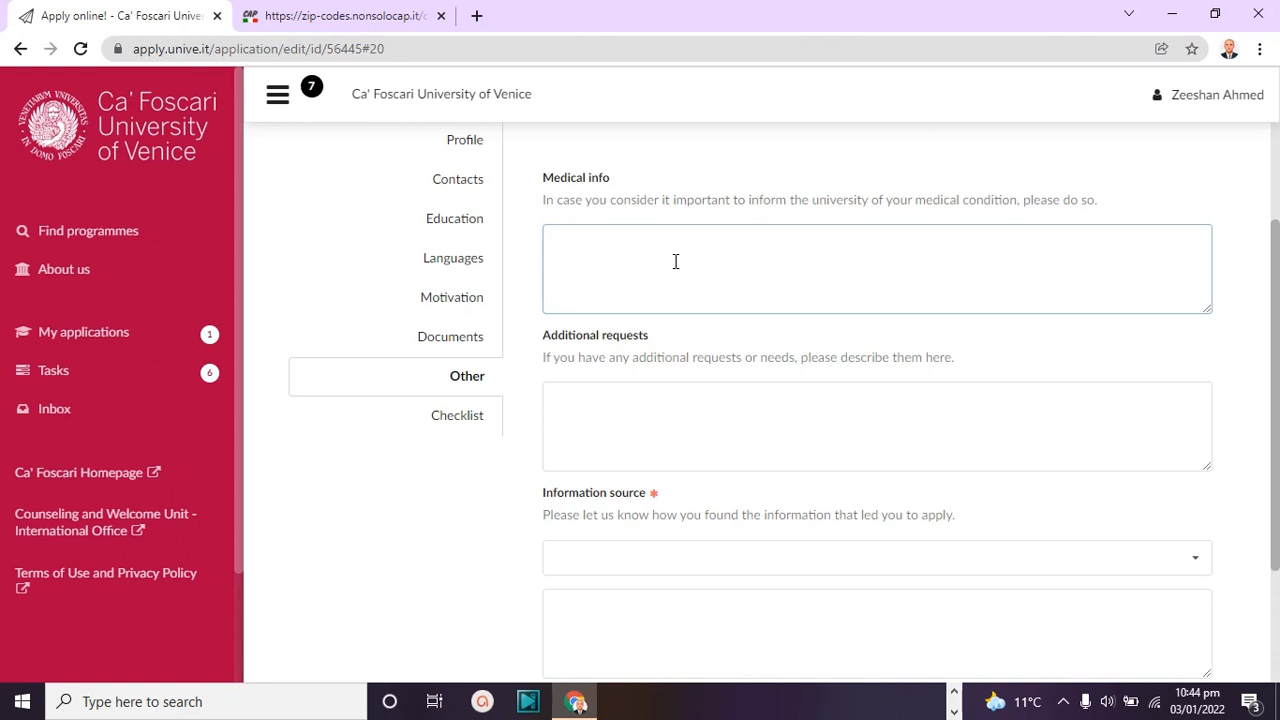 Apply online! - Ca' Foscari Univer
https://zip-codes.nonsolocap.it/c
apply.unive.it/application/edit/id/56445#20
Ca' Foscari
University
of Venice
7
Ca' Foscari University of Venice
Zeeshan Ahmed
Find programmes
About us
My applications 1
Tasks 6
Inbox
Ca' Foscari Homepage
Counseling and Welcome Unit -
International Office
Terms of Use and Privacy Policy
Profile
Contacts
Education
Languages
Motivation
Documents
Other
Checklist
Medical info
In case you consider it important to inform the university of your medical condition, please do so.
Additional requests
If you have any additional requests or needs, please describe them here.
Information source *
Please let us know how you found the information that led you to apply.
Type here to search
11°C
10:44 pm
03/01/2022
3